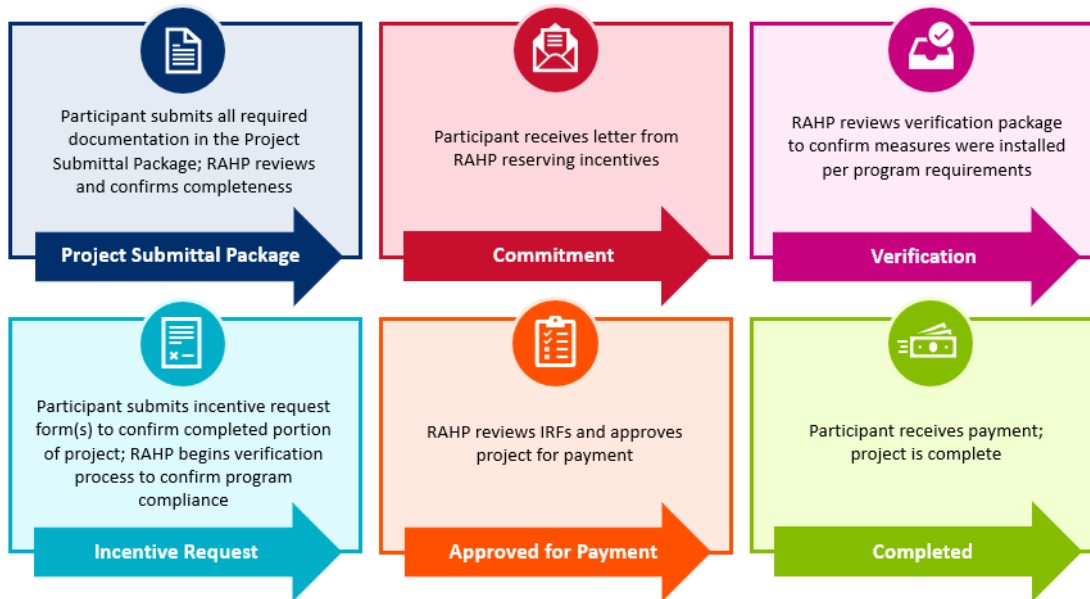 Participant submits all required
documentation in the Project
Submittal Package; RAHP reviews
and confirms completeness
Project Submittal Package
Participant receives letter from
RAHP reserving incentives
Commitment
RAHP reviews verification package
to confirm measures were installed
per program requirements
Verification
Participant submits incentive request
form(s) to confirm completed portion
of project; RAHP begins verification
process to confirm program
compliance
Incentive Request
RAHP reviews IRFs and approves
project for payment
Approved for Payment
Participant receives payment;
project is complete
Completed